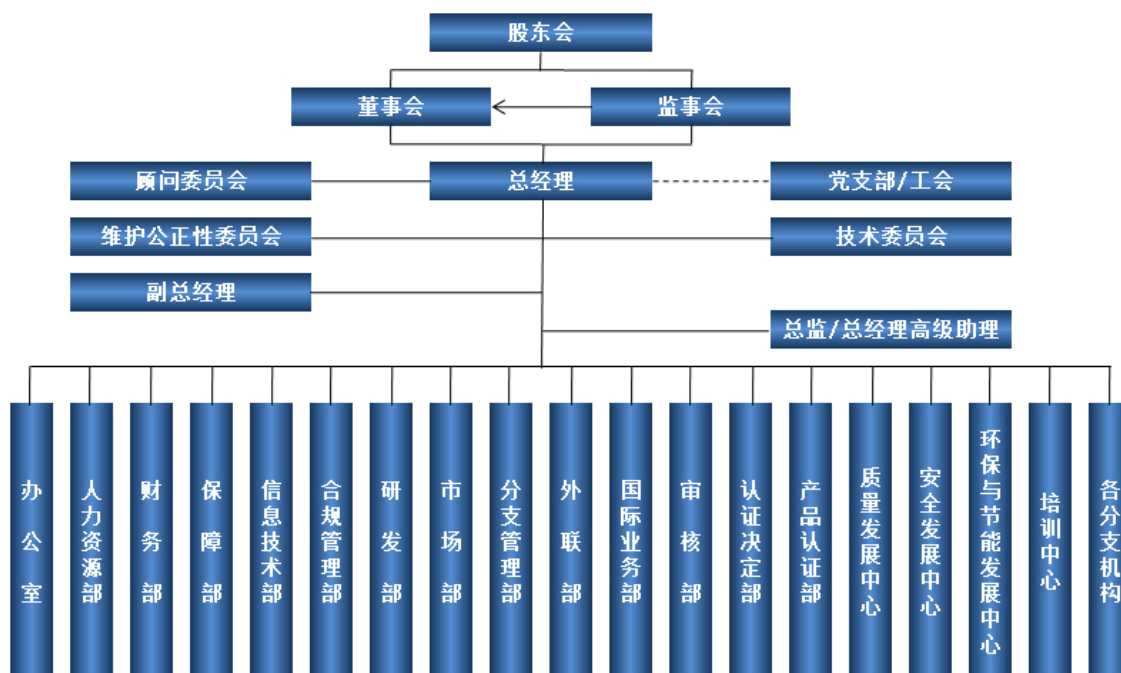 股东会
董事会
监事会
顾问委员会
总经理
党支部/工会
维护公正性委员会
技术委员会
副总经理
总监/总经理高级助理
办公室
人力资源部
财务部
保障部
信息技术部
合规管理部
研发部
市场部
分支管理部
外联部
国际业务部
审核部
认证决定部
产品认证部
质量发展中心
安全发展中心
环保与节能发展中心
培训中心
各分支机构